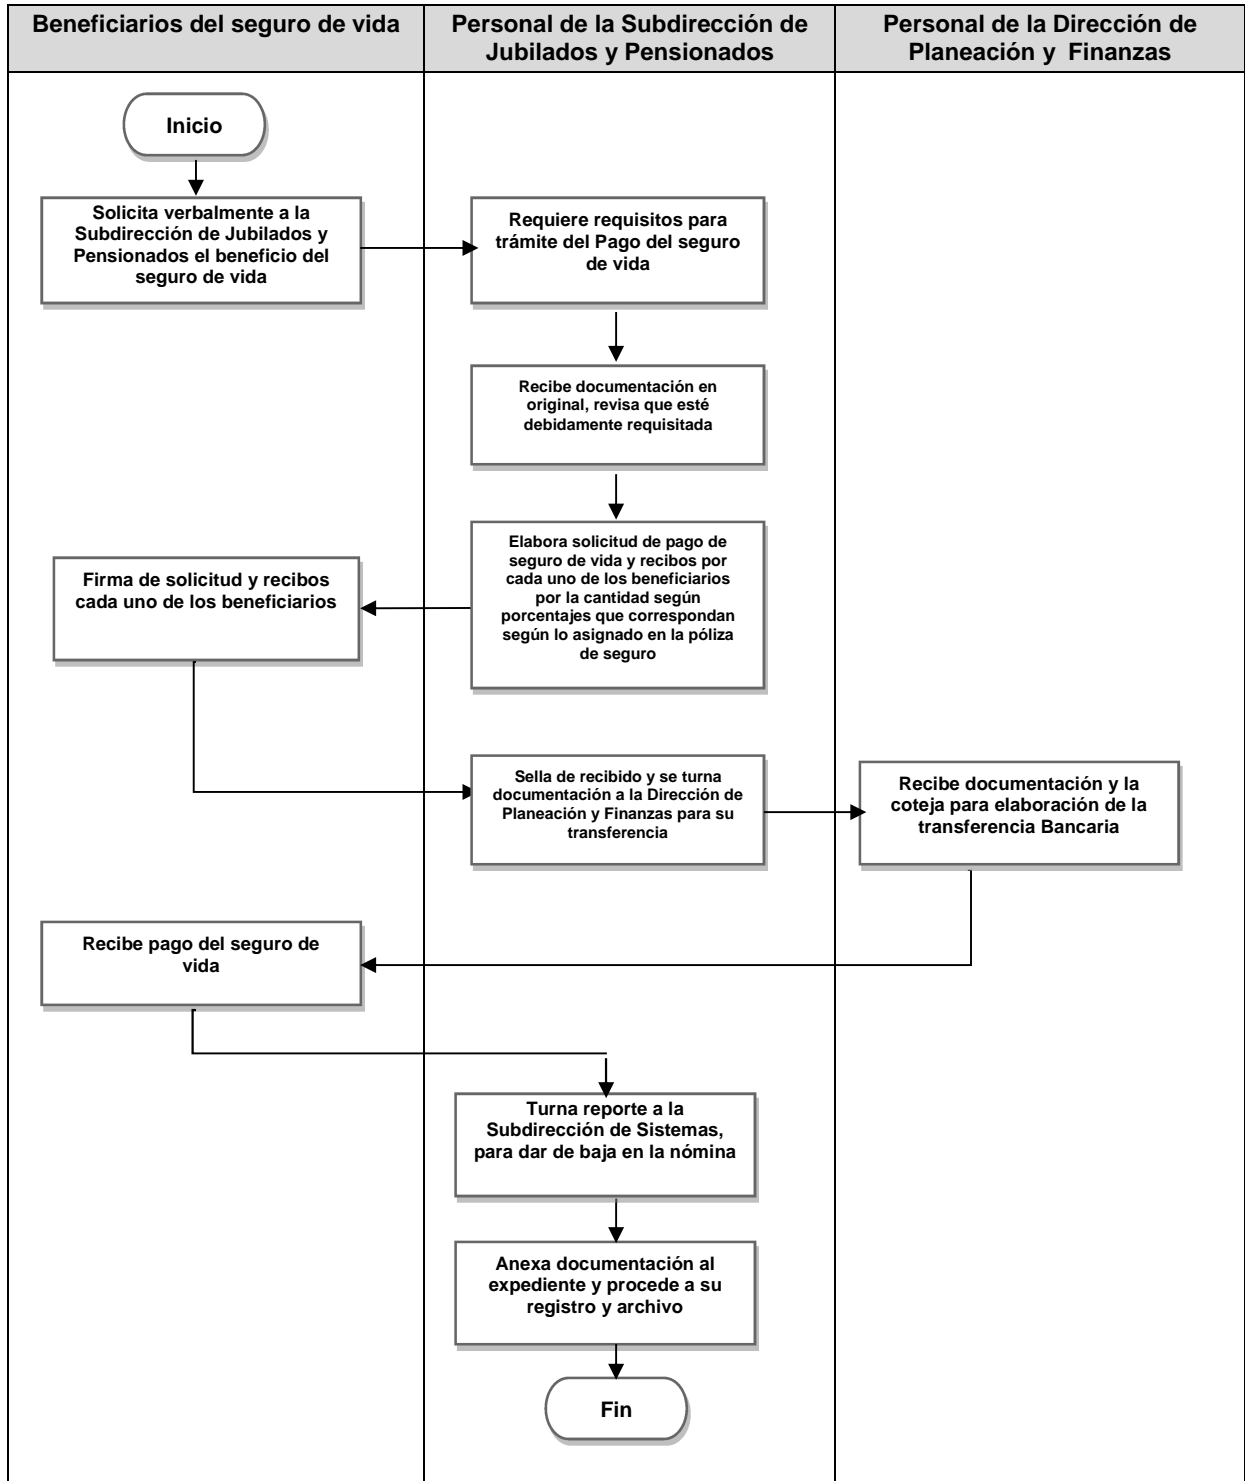 Beneficiarios del seguro de vida
Personal de la Subdirección de
Jubilados y Pensionados
Personal de la Dirección de
Planeación y Finanzas
Inicio
Solicita verbalmente a la
Subdirección de Jubilados y
Pensionados el beneficio del
seguro de vida
Requiere requisitos para
trámite del Pago del seguro
de vida
Recibe documentación en
original, revisa que esté
debidamente requisitada
Elabora solicitud de pago de
seguro de vida y recibos por
cada uno de los beneficiarios
por la cantidad según
porcentajes que correspondan
según lo asignado en la póliza
de seguro
Firma de solicitud y recibos
cada uno de los beneficiarios
Sella de recibido y se turna
documentación a la Dirección de
Planeación y Finanzas para su
transferencia
Recibe documentación y la
coteja para elaboración de la
transferencia Bancaria
Recibe pago del seguro de
vida
Turna reporte a la
Subdirección de Sistemas,
para dar de baja en la nómina
Anexa documentación al
expediente y procede a su
registro y archivo
Fin